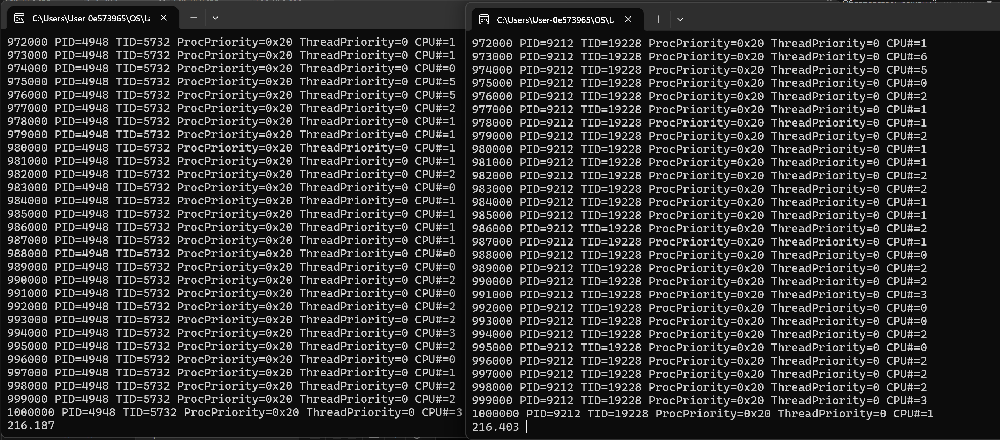 C:\Users\User-0e573965\OS\La
972000 PID=4948 TID=5732 ProcPriority=0x20 ThreadPriority=0 CPU#=1
973000 PID=4948 TID=5732 ProcPriority=0x20 ThreadPriority=0 CPU#=1
974000 PID=4948 TID=5732 ProcPriority=0x20 ThreadPriority=0 CPU#=0
975000 PID=4948 TID=5732 ProcPriority=0x20 ThreadPriority=0 CPU#=5
976000 PID=4948 TID=5732 ProcPriority=0x20 ThreadPriority=0 CPU#=5
977000 PID=4948 TID=5732 ProcPriority=0x20 ThreadPriority=0 CPU#=2
978000 PID=4948 TID=5732 ProcPriority=0x20 ThreadPriority=0 CPU#=1
979000 PID=4948 TID=5732 ProcPriority=0x20 ThreadPriority=0 CPU#=1
980000 PID=4948 TID=5732 ProcPriority=0x20 ThreadPriority=0 CPU#=1
981000 PID=4948 TID=5732 ProcPriority=0x20 ThreadPriority=0 CPU#=1
982000 PID=4948 TID=5732 ProcPriority=0x20 ThreadPriority=0 CPU#=2
983000 PID=4948 TID=5732 ProcPriority=0x20 ThreadPriority=0 CPU#=0
984000 PID=4948 TID=5732 ProcPriority=0x20 ThreadPriority=0 CPU#=1
985000 PID=4948 TID=5732 ProcPriority=0x20 ThreadPriority=0 CPU#=1
986000 PID=4948 TID=5732 ProcPriority=0x20 ThreadPriority=0 CPU#=1
987000 PID=4948 TID=5732 ProcPriority=0x20 ThreadPriority=0 CPU#=1
988000 PID=4948 TID=5732 ProcPriority=0x20 ThreadPriority=0 CPU#=0
989000 PID=4948 TID=5732 ProcPriority=0x20 ThreadPriority=0 CPU#=0
990000 PID=4948 TID=5732 ProcPriority=0x20 ThreadPriority=0 CPU#=2
991000 PID=4948 TID=5732 ProcPriority=0x20 ThreadPriority=0 CPU#=0
992000 PID=4948 TID=5732 ProcPriority=0x20 ThreadPriority=0 CPU#=2
993000 PID=4948 TID=5732 ProcPriority=0x20 ThreadPriority=0 CPU#=2
994000 PID=4948 TID=5732 ProcPriority=0x20 ThreadPriority=0 CPU#=3
995000 PID=4948 TID=5732 ProcPriority=0x20 ThreadPriority=0 CPU#=2
996000 PID=4948 TID=5732 ProcPriority=0x20 ThreadPriority=0 CPU#=0
997000 PID=4948 TID=5732 ProcPriority=0x20 ThreadPriority=0 CPU#=1
998000 PID=4948 TID=5732 ProcPriority=0x20 ThreadPriority=0 CPU#=2
999000 PID=4948 TID=5732 ProcPriority=0x20 ThreadPriority=0 CPU#=2
1000000 PID=4948 TID=5732 ProcPriority=0x20 ThreadPriority=0 CPU#=3
216.187
C:\Users\User-0e573965\OS\La
972000 PID=9212 TID=19228 ProcPriority=0x20 ThreadPriority=0 CPU#=1
973000 PID=9212 TID=19228 ProcPriority=0x20 ThreadPriority=0 CPU#=6
974000 PID=9212 TID=19228 ProcPriority=0x20 ThreadPriority=0 CPU#=5
975000 PID=9212 TID=19228 ProcPriority=0x20 ThreadPriority=0 CPU#=0
976000 PID=9212 TID=19228 ProcPriority=0x20 ThreadPriority=0 CPU#=2
977000 PID=9212 TID=19228 ProcPriority=0x20 ThreadPriority=0 CPU#=1
978000 PID=9212 TID=19228 ProcPriority=0x20 ThreadPriority=0 CPU#=1
979000 PID=9212 TID=19228 ProcPriority=0x20 ThreadPriority=0 CPU#=2
980000 PID=9212 TID=19228 ProcPriority=0x20 ThreadPriority=0 CPU#=1
981000 PID=9212 TID=19228 ProcPriority=0x20 ThreadPriority=0 CPU#=1
982000 PID=9212 TID=19228 ProcPriority=0x20 ThreadPriority=0 CPU#=2
983000 PID=9212 TID=19228 ProcPriority=0x20 ThreadPriority=0 CPU#=2
984000 PID=9212 TID=19228 ProcPriority=0x20 ThreadPriority=0 CPU#=1
985000 PID=9212 TID=19228 ProcPriority=0x20 ThreadPriority=0 CPU#=1
986000 PID=9212 TID=19228 ProcPriority=0x20 ThreadPriority=0 CPU#=2
987000 PID=9212 TID=19228 ProcPriority=0x20 ThreadPriority=0 CPU#=1
988000 PID=9212 TID=19228 ProcPriority=0x20 ThreadPriority=0 CPU#=0
989000 PID=9212 TID=19228 ProcPriority=0x20 ThreadPriority=0 CPU#=2
990000 PID=9212 TID=19228 ProcPriority=0x20 ThreadPriority=0 CPU#=2
991000 PID=9212 TID=19228 ProcPriority=0x20 ThreadPriority=0 CPU#=3
992000 PID=9212 TID=19228 ProcPriority=0x20 ThreadPriority=0 CPU#=0
993000 PID=9212 TID=19228 ProcPriority=0x20 ThreadPriority=0 CPU#=0
994000 PID=9212 TID=19228 ProcPriority=0x20 ThreadPriority=0 CPU#=2
995000 PID=9212 TID=19228 ProcPriority=0x20 ThreadPriority=0 CPU#=0
996000 PID=9212 TID=19228 ProcPriority=0x20 ThreadPriority=0 CPU#=2
997000 PID=9212 TID=19228 ProcPriority=0x20 ThreadPriority=0 CPU#=2
998000 PID=9212 TID=19228 ProcPriority=0x20 ThreadPriority=0 CPU#=2
999000 PID=9212 TID=19228 ProcPriority=0x20 ThreadPriority=0 CPU#=3
1000000 PID=9212 TID=19228 ProcPriority=0x20 ThreadPriority=0 CPU#=1
216.403